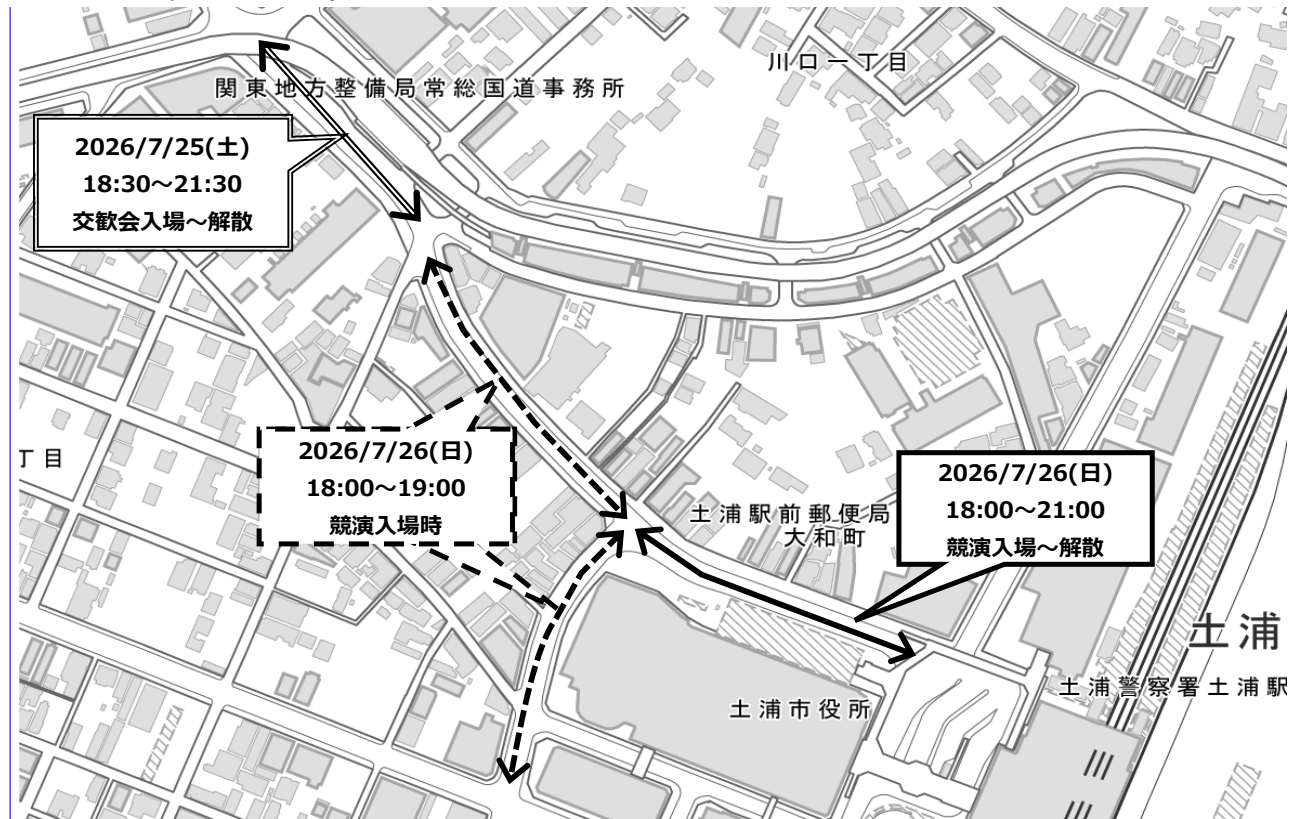 川口一丁目
関東地方整備局常総国道事務所
2026/7/25(土)
18:30～21:30
交歓会入場～解散
丁目
2026/7/26(日)
18:00～19:00
競演入場時
土浦駅前郵便局
大和町
2026/7/26(日)
18:00～21:00
競演入場～解散
土浦
土浦警察署土浦駅
土浦市役所